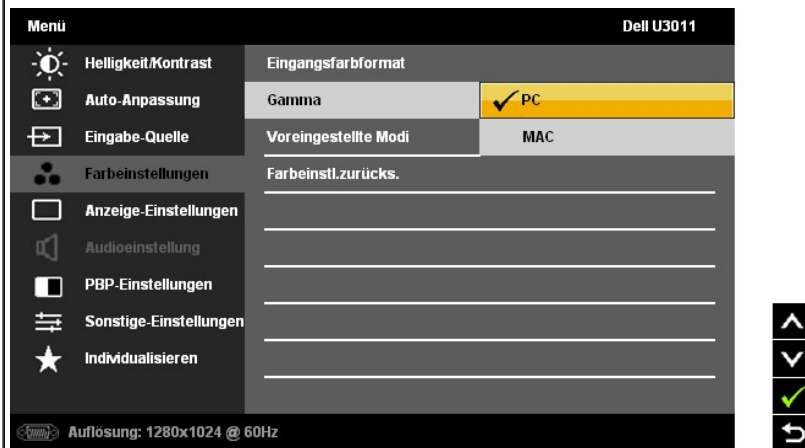 Menü Dell U3011
Helligkeit/Kontrast Eingangsfarbformat
Auto-Anpassung Gamma PC
Eingabe-Quelle Voreingestellte Modi MAC
Farbeinstellungen Farbeinstl.zurücks.
Anzeige-Einstellungen
Audioeinstellung
PBP-Einstellungen
Sonstige-Einstellungen
Individualisieren
Auflösung: 1280x1024 @ 60Hz